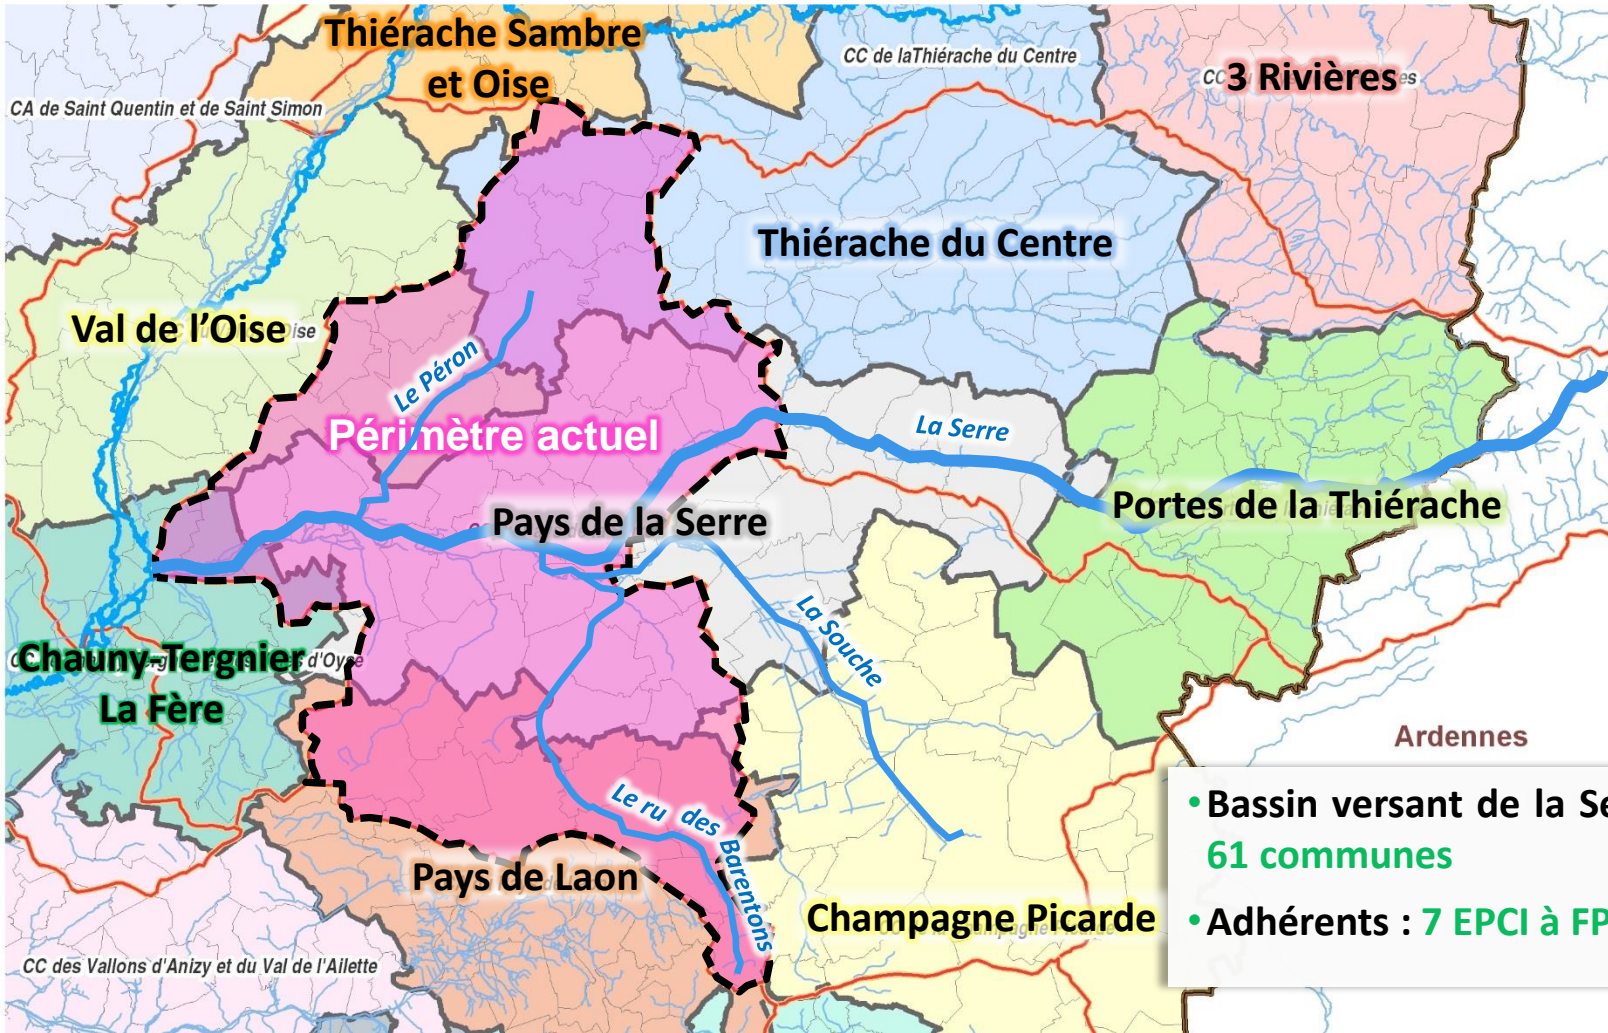 Thiérache Sambre
et Oise
CC de laThiérache du Centre
3 Rivières
CA de Saint Quentin et de Saint Simon
Thiérache du Centre
Val de l'Oise
Le Péron
Périmètre actuel
La Serre
Pays de la Serre
Portes de la Thiérache
La Souche
Chauny-Tergnier
La Fère
d'Oyse
Ardennes
Le ru des Barentons
Pays de Laon
Champagne Picarde
CC des Vallons d'Anizy et du Val de l'Ailette
• Bassin versant de la Se
61 communes
• Adhérents : 7 EPCI à FP